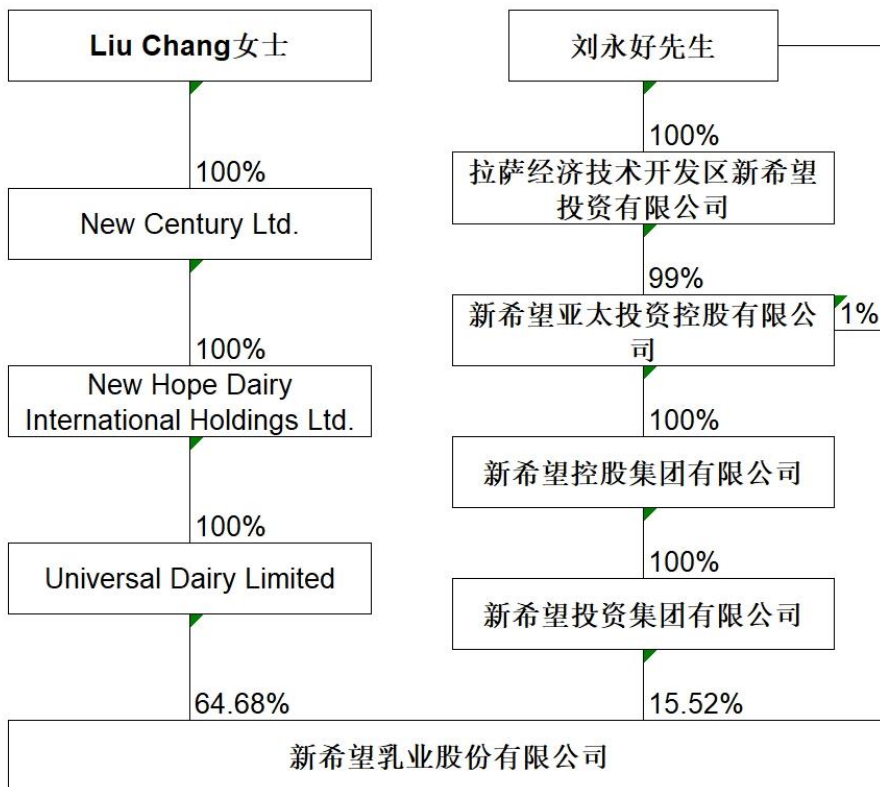 Liu Chang女士
刘永好先生
100%
拉萨经济技术开发区新希望
投资有限公司
100%
New Century Ltd.
99%
新希望亚太投资控股有限公
司
1%
100%
New Hope Dairy
International Holdings Ltd.
100%
新希望控股集团有限公司
100%
Universal Dairy Limited
100%
新希望投资集团有限公司
64.68%
15.52%
新希望乳业股份有限公司